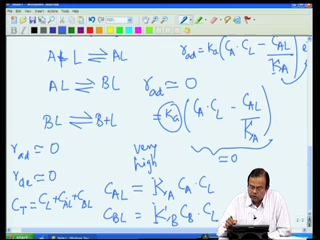 A + L ⇌ AL
r_ad = k_a (C_A · C_L − C_AL / K_A)
AL ⇌ BL
r_ad ≃ 0
BL ⇌ B + L
= k_a (C_A · C_L − C_AL / K_A)
= 0
r_ad ≃ 0
very high
r_de ≃ 0
C_T = C_L + C_AL + C_BL
C_AL = K_A C_A · C_L
C_BL = K'_B C_B · C_L